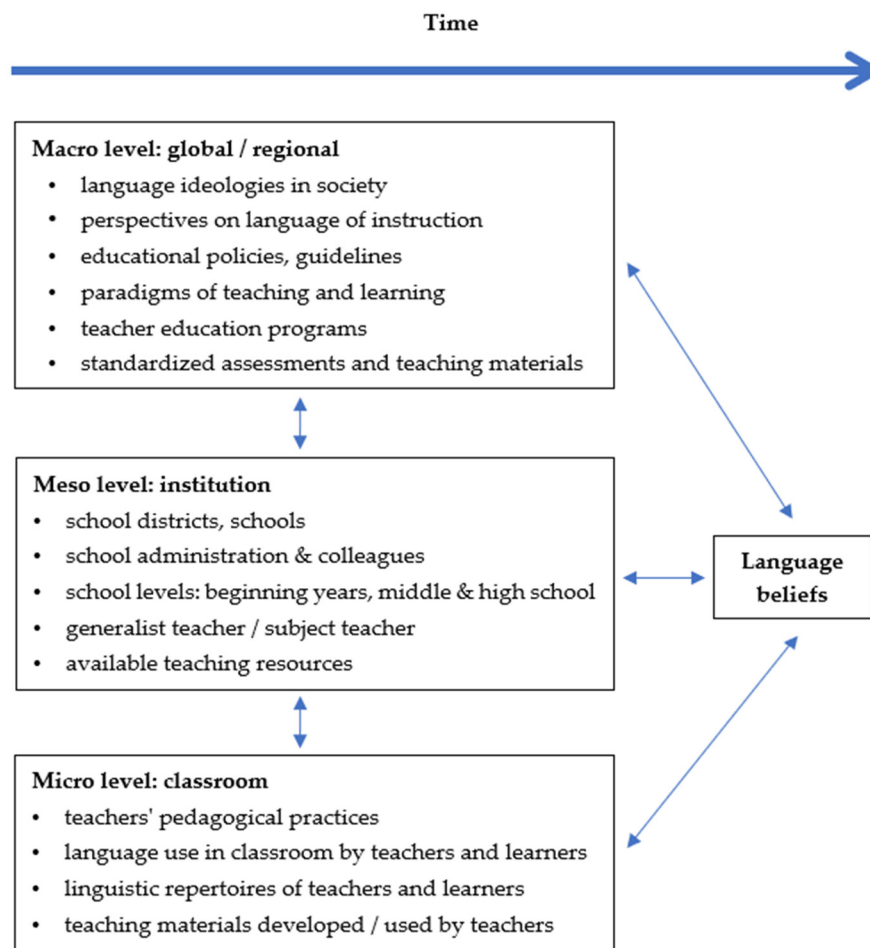 Time
Macro level: global / regional
• language ideologies in society
• perspectives on language of instruction
• educational policies, guidelines
• paradigms of teaching and learning
• teacher education programs
• standardized assessments and teaching materials
Meso level: institution
• school districts, schools
• school administration & colleagues
• school levels: beginning years, middle & high school
• generalist teacher / subject teacher
• available teaching resources
Language
beliefs
Micro level: classroom
• teachers' pedagogical practices
• language use in classroom by teachers and learners
• linguistic repertoires of teachers and learners
• teaching materials developed / used by teachers